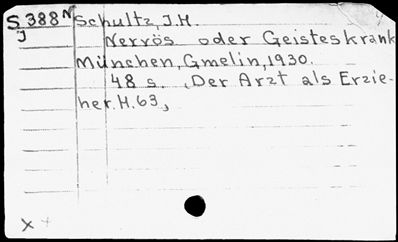 S 388 N Schultz, J.H.
J Nervös oder Geisteskrank
München, Gmelin, 1930.
48 s. (Der Arzt als Erzie-
her. H. 63)
x +